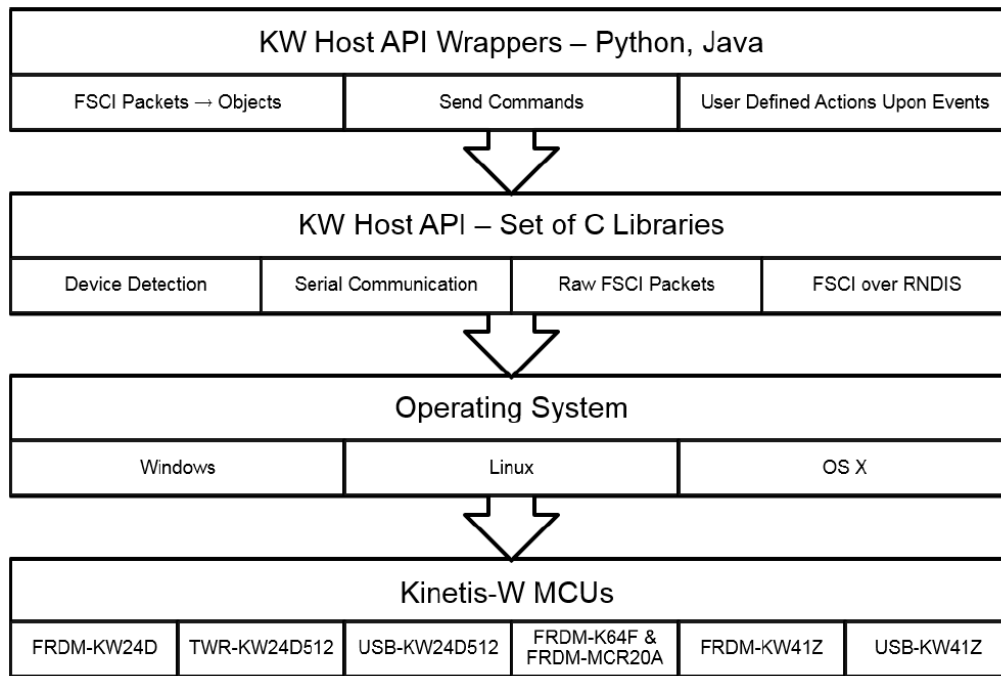 KW Host API Wrappers – Python, Java
FSCI Packets → Objects
Send Commands
User Defined Actions Upon Events
KW Host API – Set of C Libraries
Device Detection
Serial Communication
Raw FSCI Packets
FSCI over RNDIS
Operating System
Windows
Linux
OS X
Kinetis-W MCUs
FRDM-KW24D
TWR-KW24D512
USB-KW24D512
FRDM-K64F &
FRDM-MCR20A
FRDM-KW41Z
USB-KW41Z